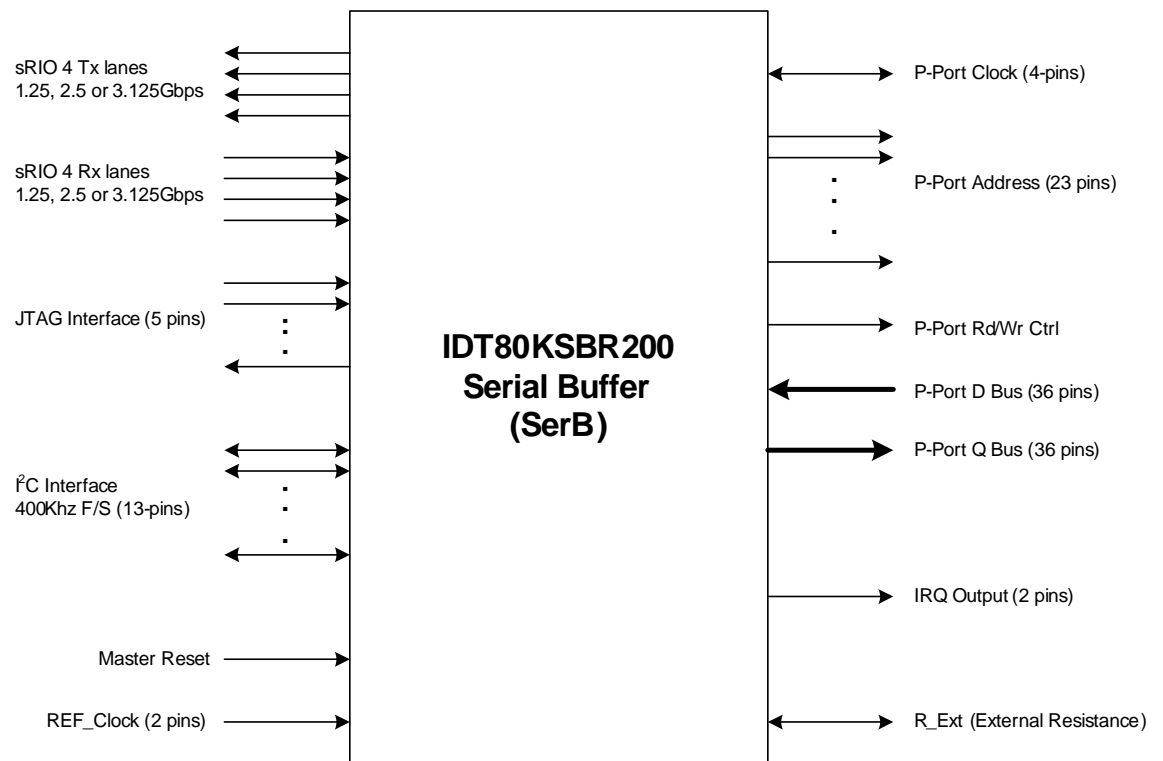 sRIO 4 Tx lanes
1.25, 2.5 or 3.125Gbps
sRIO 4 Rx lanes
1.25, 2.5 or 3.125Gbps
JTAG Interface (5 pins)
I²C Interface
400Khz F/S (13-pins)
Master Reset
REF_Clock (2 pins)
IDT80KSBR200
Serial Buffer
(SerB)
P-Port Clock (4-pins)
P-Port Address (23 pins)
P-Port Rd/Wr Ctrl
P-Port D Bus (36 pins)
P-Port Q Bus (36 pins)
IRQ Output (2 pins)
R_Ext (External Resistance)